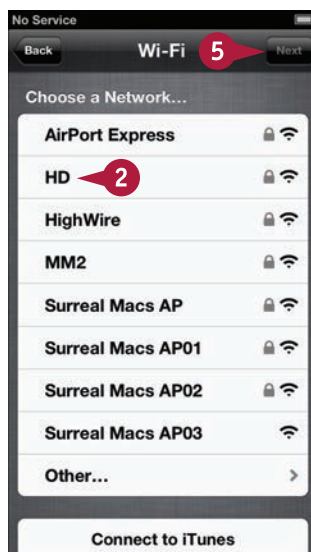 No Service
Back Wi-Fi 5 Next
Choose a Network...
AirPort Express
HD 2
HighWire
MM2
Surreal Macs AP
Surreal Macs AP01
Surreal Macs AP02
Surreal Macs AP03
Other...
Connect to iTunes